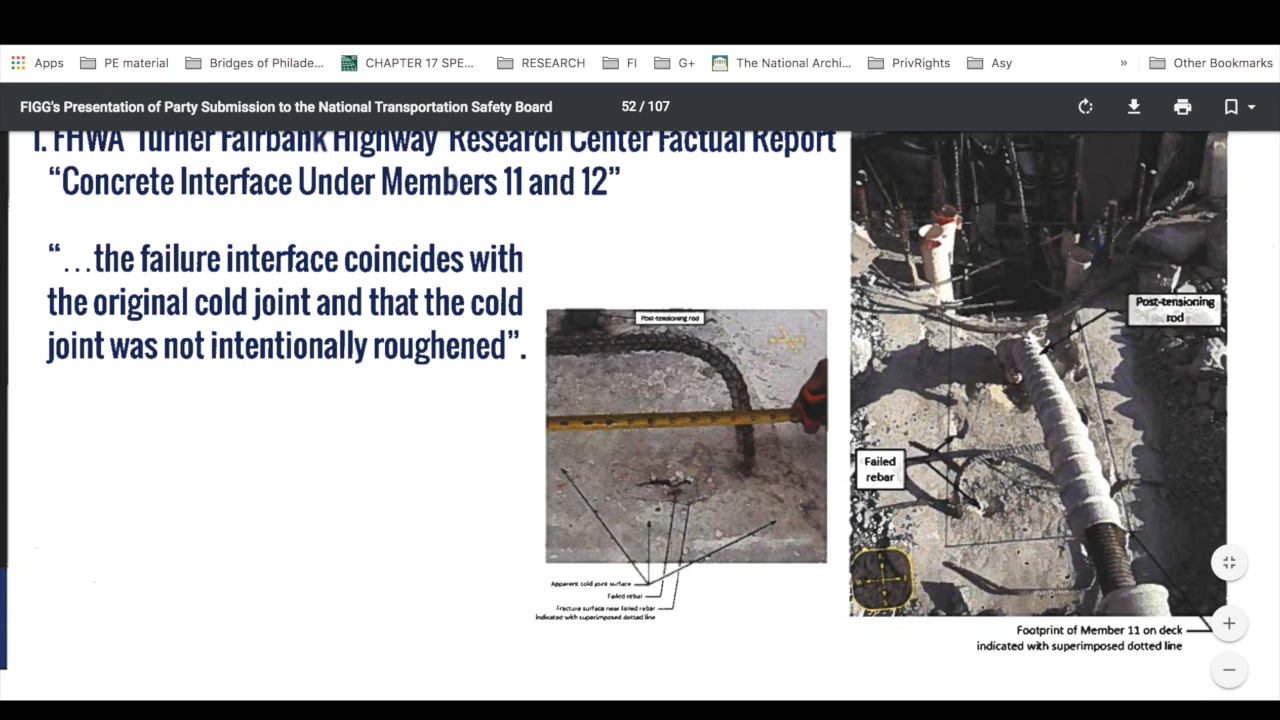 Apps PE material Bridges of Philade... CHAPTER 17 SPE... RESEARCH FI G+ The National Archi... PrivRights Asy » Other Bookmarks
FIGG's Presentation of Party Submission to the National Transportation Safety Board 52 / 107
1. FHWA Turner Fairbank Highway Research Center Factual Report
“Concrete Interface Under Members 11 and 12”
“...the failure interface coincides with
the original cold joint and that the cold
joint was not intentionally roughened”.
Post-tensioning rod
Apparent cold joint surface
Failed rebar
Fracture surface near failed rebar
indicated with superimposed dotted line
Post-tensioning
rod
Failed
rebar
Footprint of Member 11 on deck
indicated with superimposed dotted line